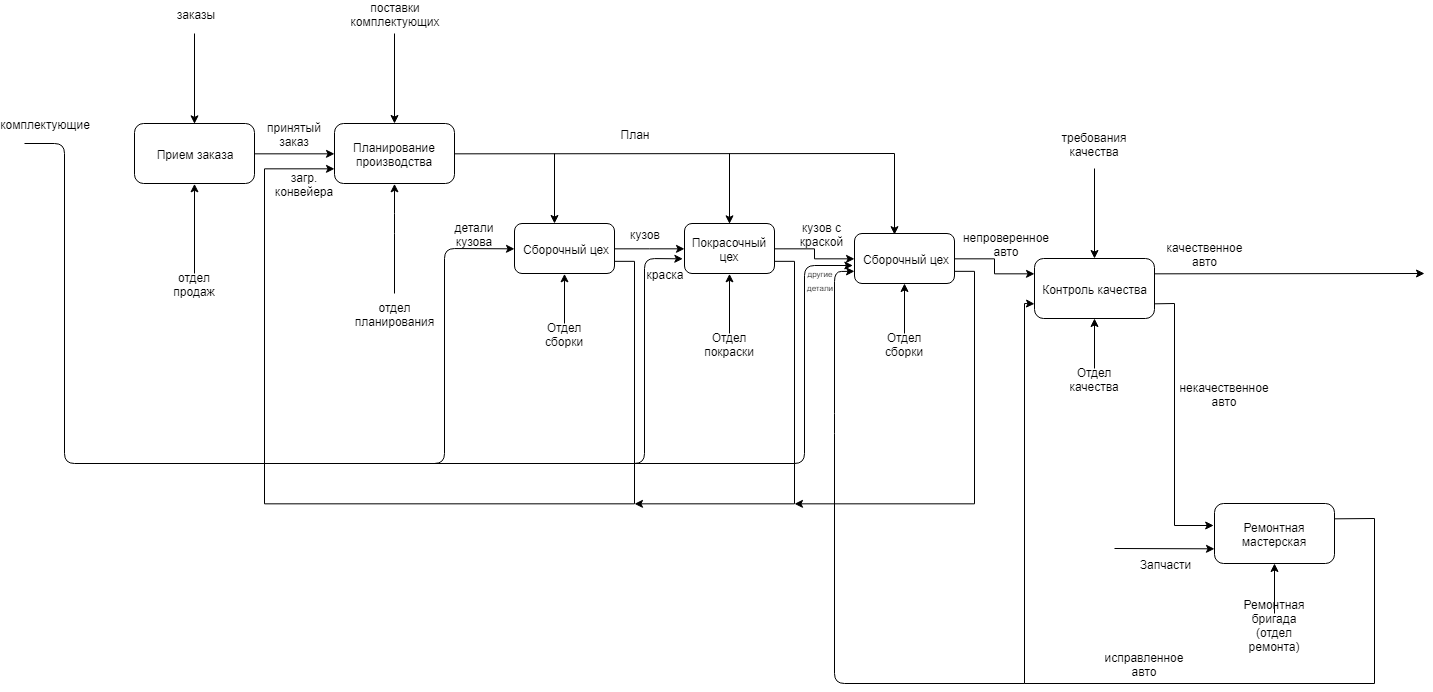 заказы
поставки
комплектующих
комплектующие
Прием заказа
принятый
заказ
загр.
конвейера
Планирование
производства
План
требования
качества
отдел
продаж
отдел
планирования
детали
кузова
Сборочный цех
кузов
краска
Покрасочный
цех
кузов с
краской
другие
детали
Сборочный цех
непроверенное
авто
Контроль качества
качественное
авто
Отдел
сборки
Отдел
покраски
Отдел
сборки
Отдел
качества
некачественное
авто
Ремонтная
мастерская
Запчасти
Ремонтная
бригада
(отдел
ремонта)
исправленное
авто